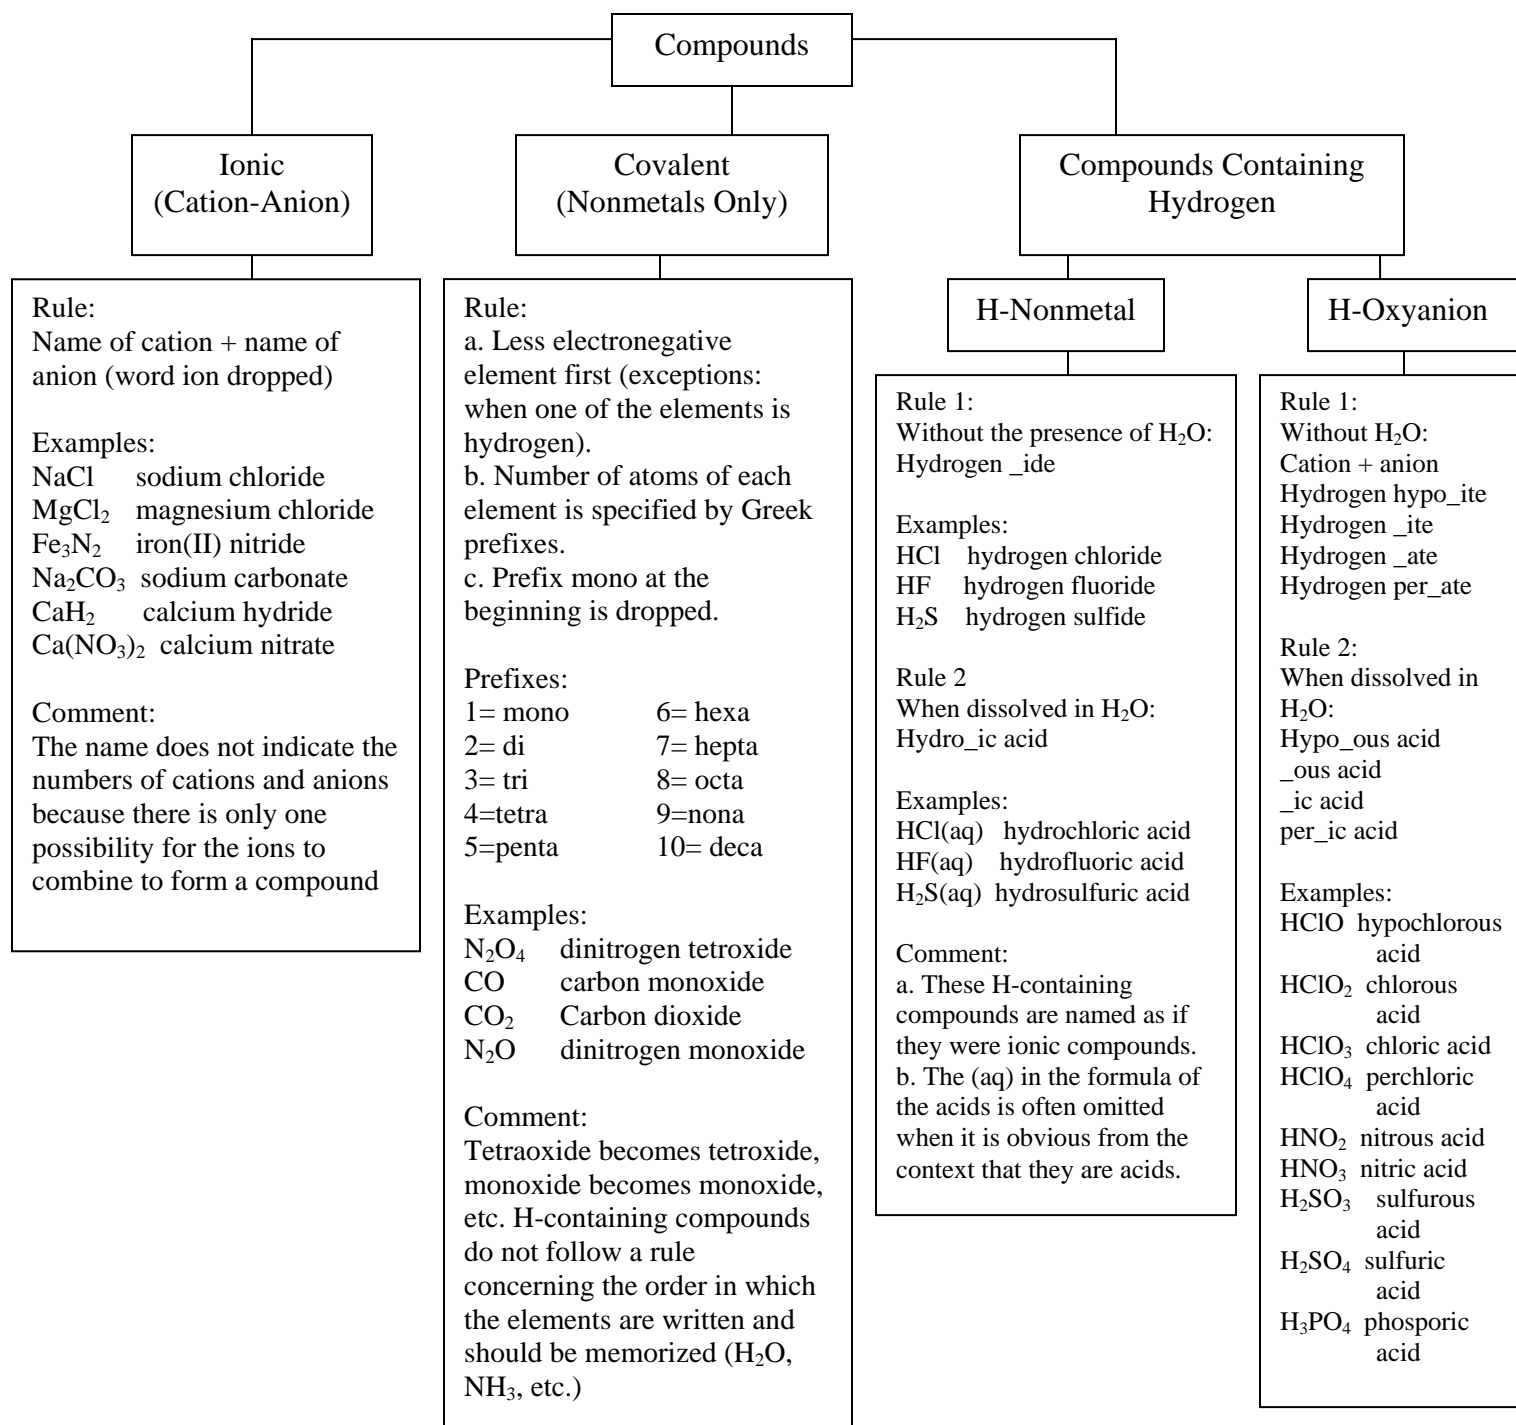 Compounds
Ionic
(Cation-Anion)
Covalent
(Nonmetals Only)
Compounds Containing
Hydrogen
Rule:
Name of cation + name of
anion (word ion dropped)
Examples:
NaCl sodium chloride
MgCl₂ magnesium chloride
Fe₃N₂ iron(II) nitride
Na₂CO₃ sodium carbonate
CaH₂ calcium hydride
Ca(NO₃)₂ calcium nitrate
Comment:
The name does not indicate the
numbers of cations and anions
because there is only one
possibility for the ions to
combine to form a compound
Rule:
a. Less electronegative
element first (exceptions:
when one of the elements is
hydrogen).
b. Number of atoms of each
element is specified by Greek
prefixes.
c. Prefix mono at the
beginning is dropped.
Prefixes:
1= mono 6= hexa
2= di 7= hepta
3= tri 8= octa
4=tetra 9=nona
5=penta 10= deca
Examples:
N₂O₄ dinitrogen tetroxide
CO carbon monoxide
CO₂ Carbon dioxide
N₂O dinitrogen monoxide
Comment:
Tetraoxide becomes tetroxide,
monoxide becomes monoxide,
etc. H-containing compounds
do not follow a rule
concerning the order in which
the elements are written and
should be memorized (H₂O,
NH₃, etc.)
H-Nonmetal
Rule 1:
Without the presence of H₂O:
Hydrogen _ide
Examples:
HCl hydrogen chloride
HF hydrogen fluoride
H₂S hydrogen sulfide
Rule 2
When dissolved in H₂O:
Hydro_ic acid
Examples:
HCl(aq) hydrochloric acid
HF(aq) hydrofluoric acid
H₂S(aq) hydrosulfuric acid
Comment:
a. These H-containing
compounds are named as if
they were ionic compounds.
b. The (aq) in the formula of
the acids is often omitted
when it is obvious from the
context that they are acids.
H-Oxyanion
Rule 1:
Without H₂O:
Cation + anion
Hydrogen hypo_ite
Hydrogen _ite
Hydrogen _ate
Hydrogen per_ate
Rule 2:
When dissolved in
H₂O:
Hypo_ous acid
_ous acid
_ic acid
per_ic acid
Examples:
HClO hypochlorous
acid
HClO₂ chlorous
acid
HClO₃ chloric acid
HClO₄ perchloric
acid
HNO₂ nitrous acid
HNO₃ nitric acid
H₂SO₃ sulfurous
acid
H₂SO₄ sulfuric
acid
H₃PO₄ phosporic
acid